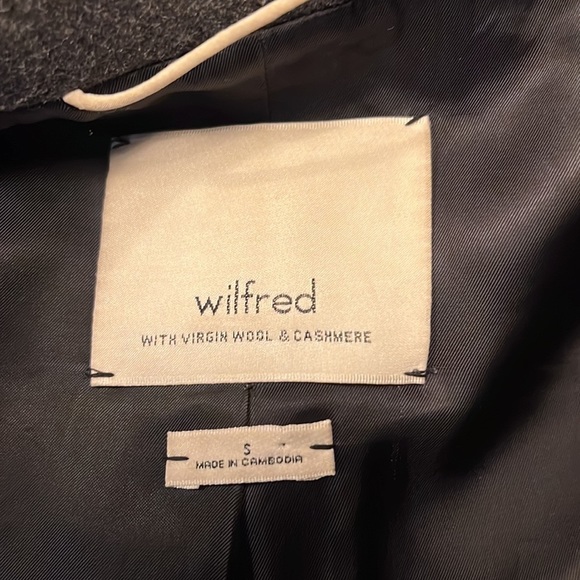 wilfred
WITH VIRGIN WOOL & CASHMERE
S
MADE IN CAMBODIA